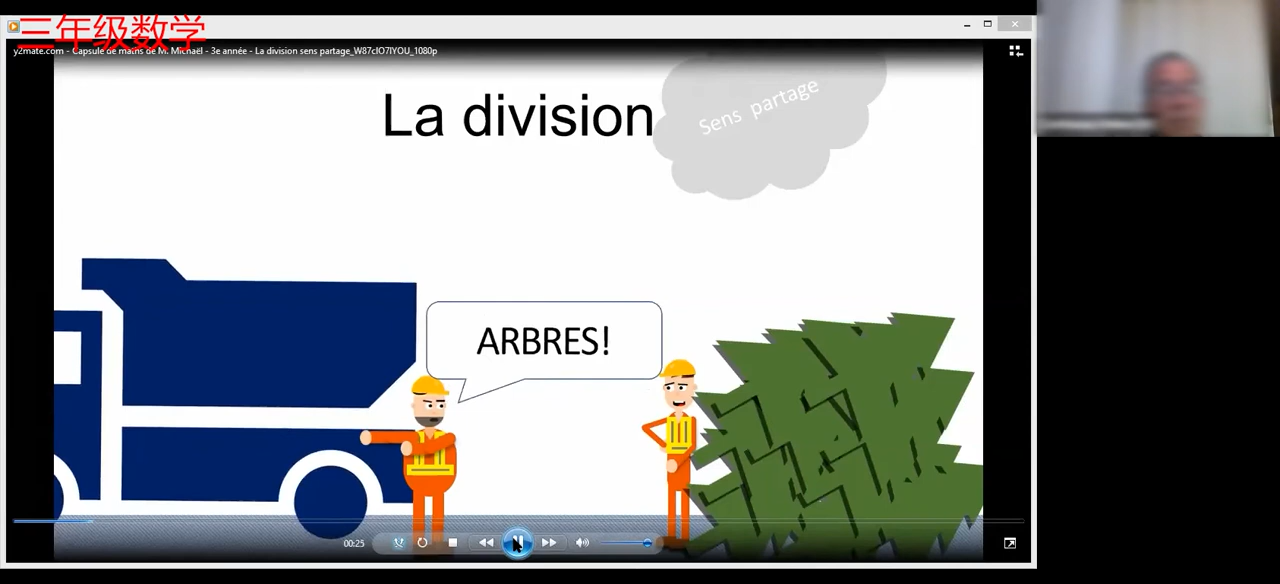 三年级数学
y2mate.com - Capsule de maths de M. Michaël - 3e année - La division sens partage_W87cIO7IYOU_1080p
La division
Sens partage
ARBRES!
00:25